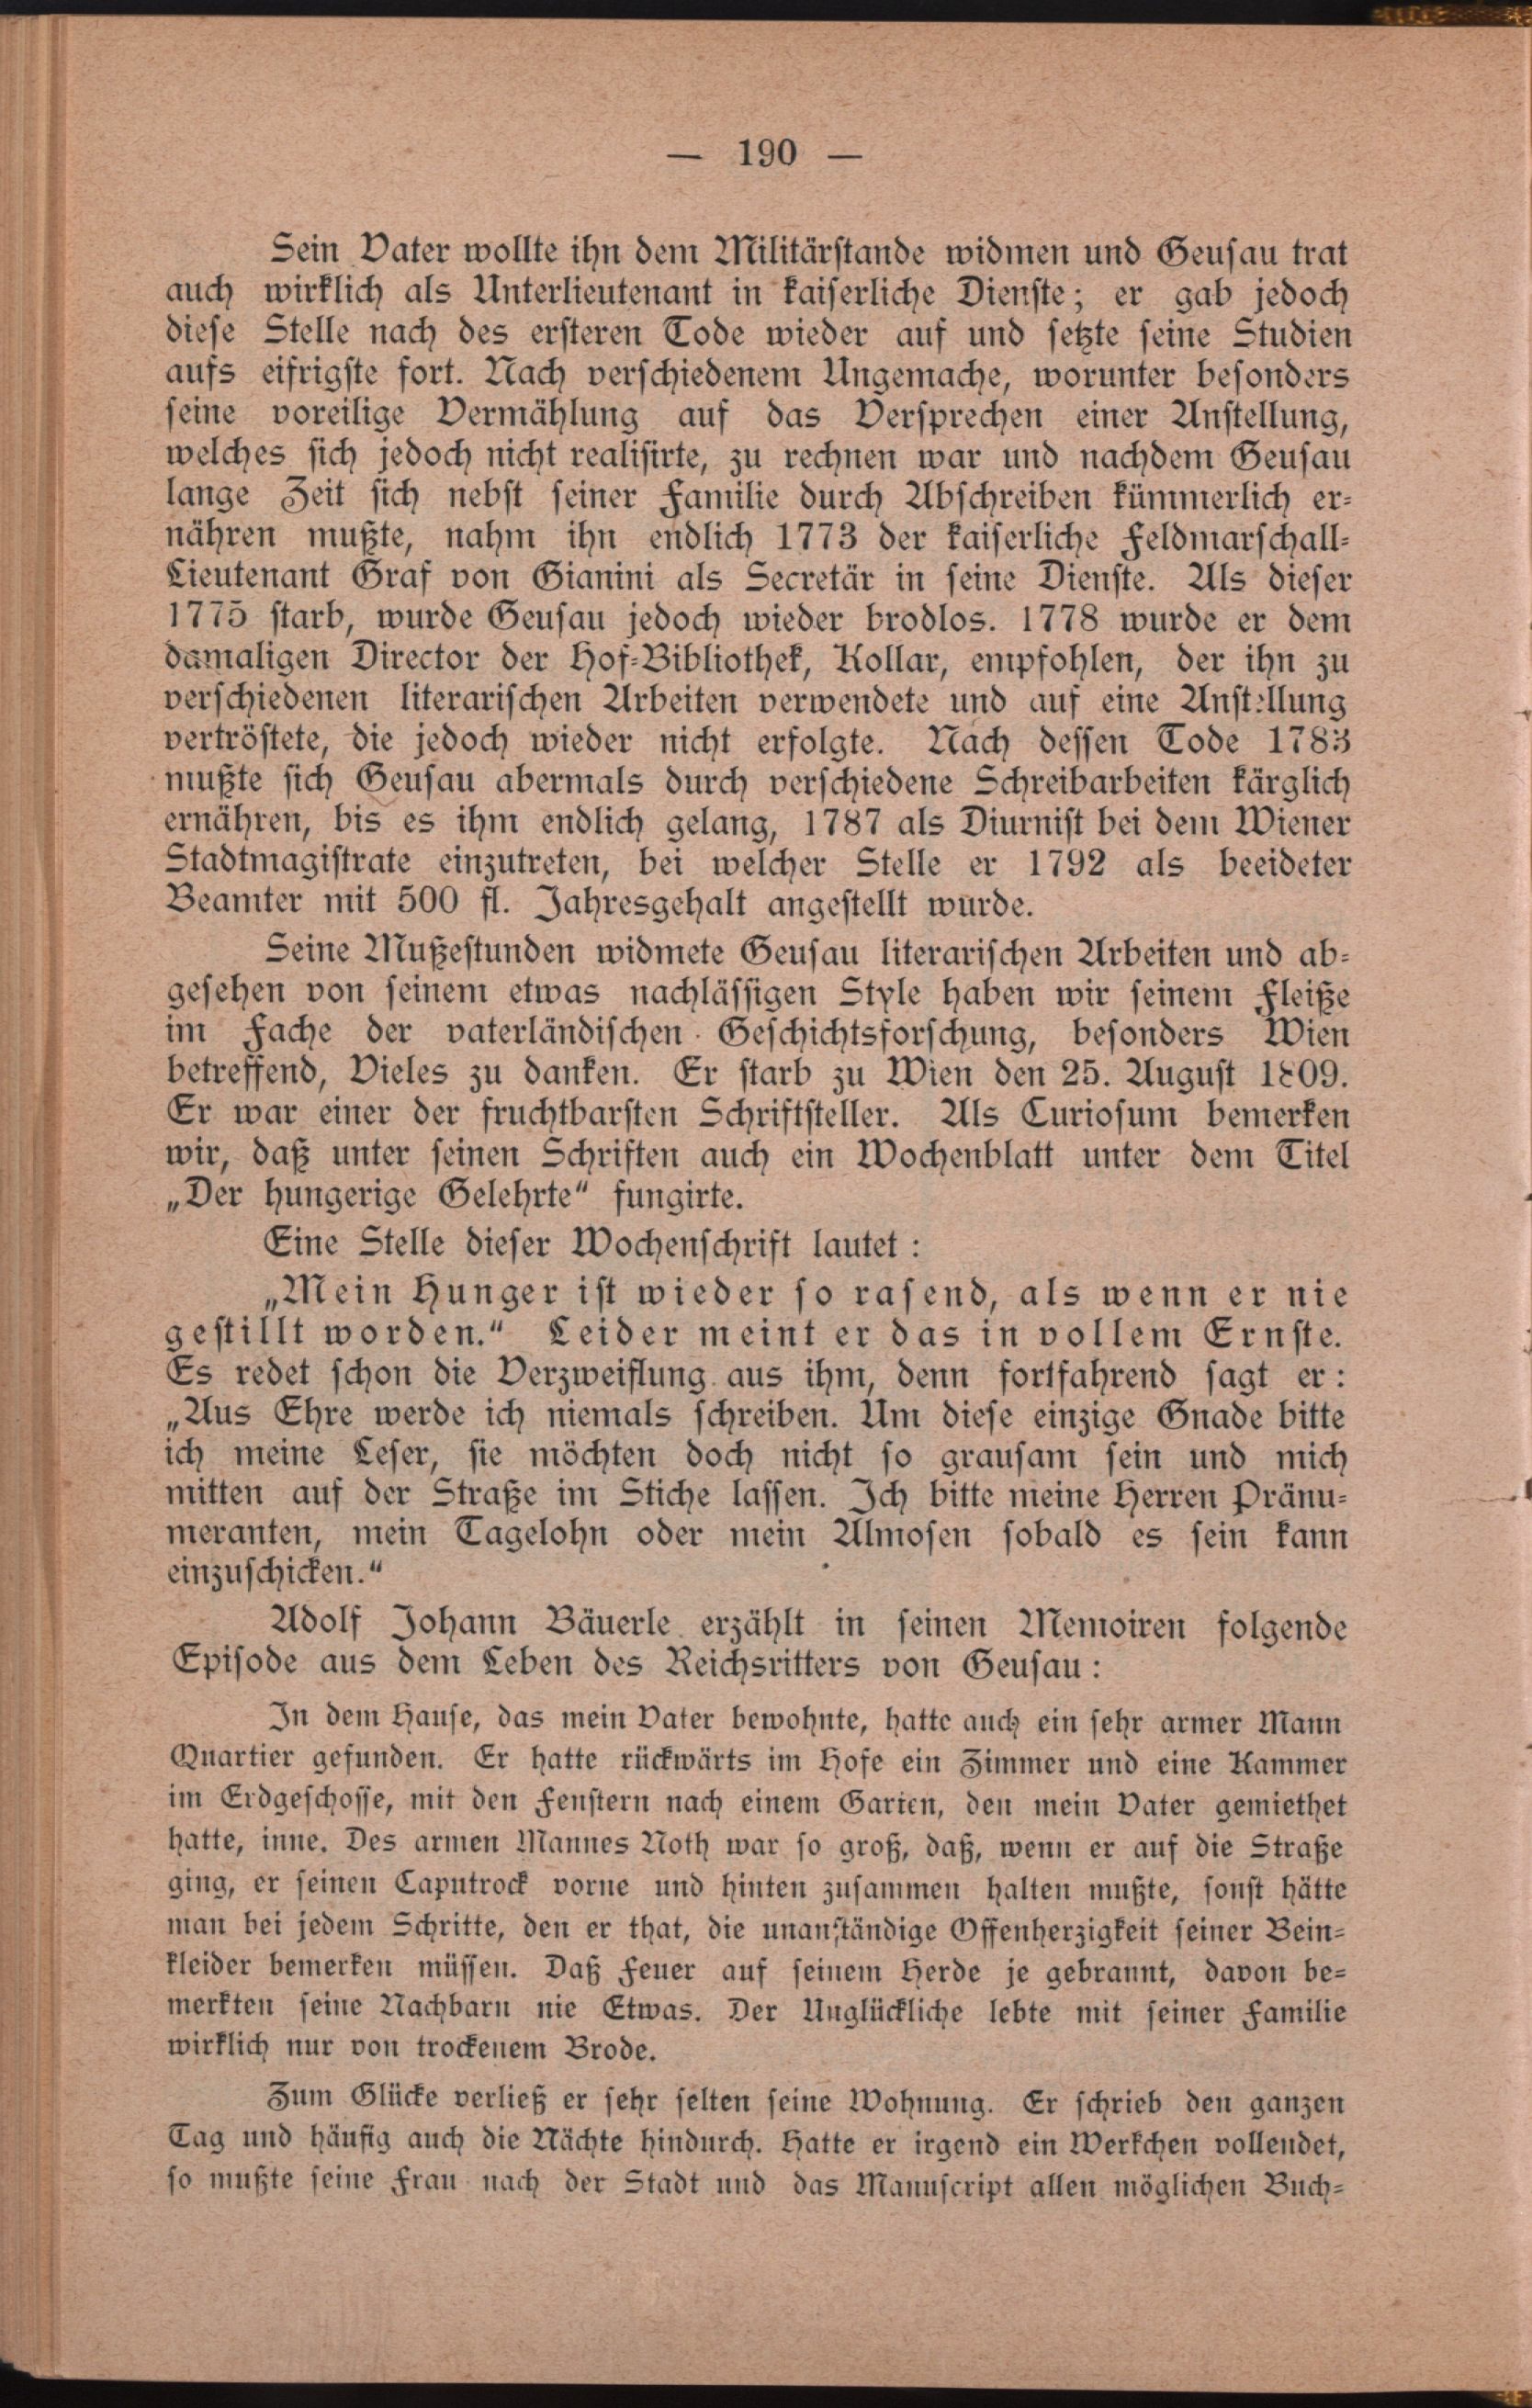 — 190 —
Sein Vater wollte ihn dem Militärstande widmen und Geusau trat
auch wirklich als Unterlieutenant in kaiserliche Dienste; er gab jedoch
diese Stelle nach des ersteren Tode wieder auf und setzte seine Studien
aufs eifrigste fort. Nach verschiedenem Ungemache, worunter besonders
seine voreilige Vermählung auf das Versprechen einer Anstellung,
welches sich jedoch nicht realisirte, zu rechnen war und nachdem Geusau
lange Zeit sich nebst seiner Familie durch Abschreiben kümmerlich er-
nähren mußte, nahm ihn endlich 1773 der kaiserliche Feldmarschall-
Lieutenant Graf von Gianini als Secretär in seine Dienste. Als dieser
1775 starb, wurde Geusau jedoch wieder brodlos. 1778 wurde er dem
damaligen Director der Hof-Bibliothek, Kollar, empfohlen, der ihn zu
verschiedenen literarischen Arbeiten verwendete und auf eine Anstellung
vertröstete, die jedoch wieder nicht erfolgte. Nach dessen Tode 1783
mußte sich Geusau abermals durch verschiedene Schreibarbeiten kärglich
ernähren, bis es ihm endlich gelang, 1787 als Diurnist bei dem Wiener
Stadtmagistrate einzutreten, bei welcher Stelle er 1792 als beeideter
Beamter mit 500 fl. Jahresgehalt angestellt wurde.
Seine Mußestunden widmete Geusau literarischen Arbeiten und ab-
gesehen von seinem etwas nachlässigen Style haben wir seinem Fleiße
im Fache der vaterländischen Geschichtsforschung, besonders Wien
betreffend, Vieles zu danken. Er starb zu Wien den 25. August 1809.
Er war einer der fruchtbarsten Schriftsteller. Als Curiosum bemerken
wir, daß unter seinen Schriften auch ein Wochenblatt unter dem Titel
„Der hungerige Gelehrte“ fungirte.
Eine Stelle dieser Wochenschrift lautet:
„Mein Hunger ist wieder so rasend, als wenn er nie
gestillt worden.“ Leider meint er das in vollem Ernste.
Es redet schon die Verzweiflung aus ihm, denn fortfahrend sagt er:
„Aus Ehre werde ich niemals schreiben. Um diese einzige Gnade bitte
ich meine Leser, sie möchten doch nicht so grausam sein und mich
mitten auf der Straße im Stiche lassen. Ich bitte meine Herren Pränu-
meranten, mein Tagelohn oder mein Almosen sobald es sein kann
einzuschicken.“
Adolf Johann Bäuerle erzählt in seinen Memoiren folgende
Episode aus dem Leben des Reichsritters von Geusau:
In dem Hause, das mein Vater bewohnte, hatte auch ein sehr armer Mann
Quartier gefunden. Er hatte rückwärts im Hofe ein Zimmer und eine Kammer
im Erdgeschosse, mit den Fenstern nach einem Garten, den mein Vater gemiethet
hatte, inne. Des armen Mannes Noth war so groß, daß, wenn er auf die Straße
ging, er seinen Caputrock vorne und hinten zusammen halten mußte, sonst hätte
man bei jedem Schritte, den er that, die unanständige Offenherzigkeit seiner Bein-
kleider bemerken müssen. Daß Feuer auf seinem Herde je gebrannt, davon be-
merkten seine Nachbarn nie Etwas. Der Unglückliche lebte mit seiner Familie
wirklich nur von trockenem Brode.
Zum Glücke verließ er sehr selten seine Wohnung. Er schrieb den ganzen
Tag und häufig auch die Nächte hindurch. Hatte er irgend ein Werkchen vollendet,
so mußte seine Frau nach der Stadt und das Manuscript allen möglichen Buch-